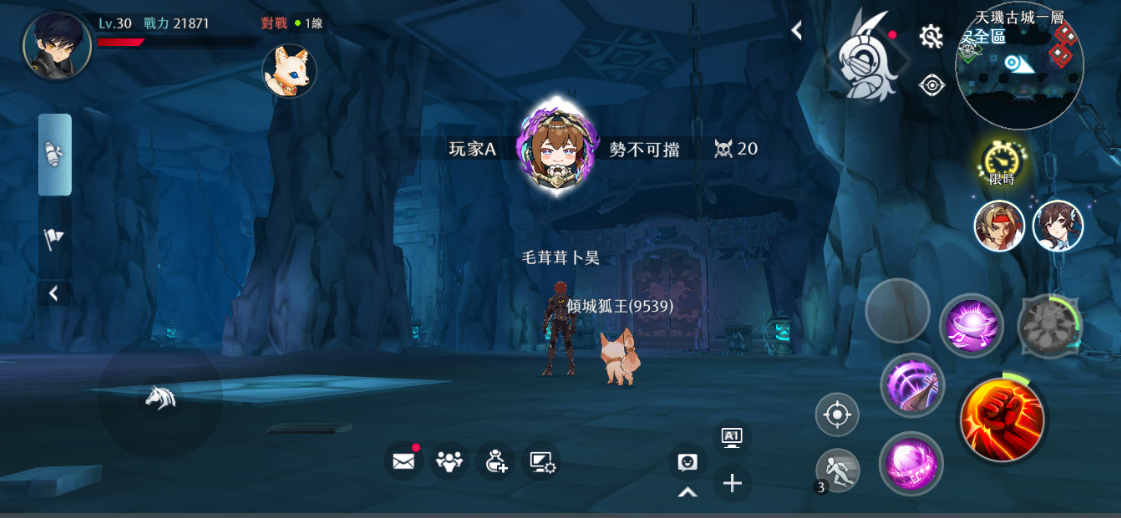 Lv.30 戰力 21871
對戰 1線
天璣古城一層
安全區
玩家A 勢不可擋 20
限時
毛茸茸卜昊
傾城狐王(9539)
A1
3